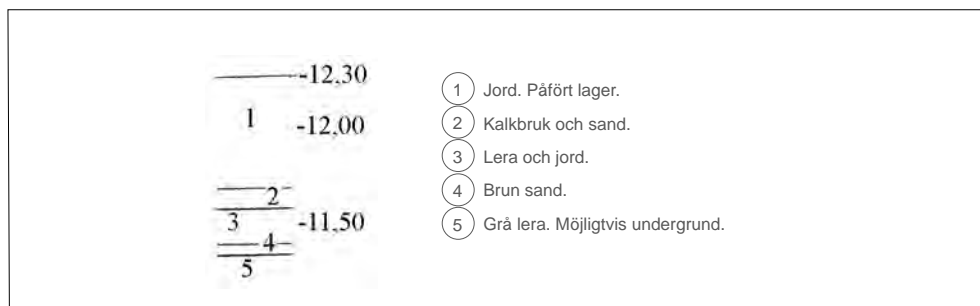 -12,30
1 -12,00
2
3 -11,50
4
5
1 Jord. Påfört lager.
2 Kalkbruk och sand.
3 Lera och jord.
4 Brun sand.
5 Grå lera. Möjligtvis undergrund.